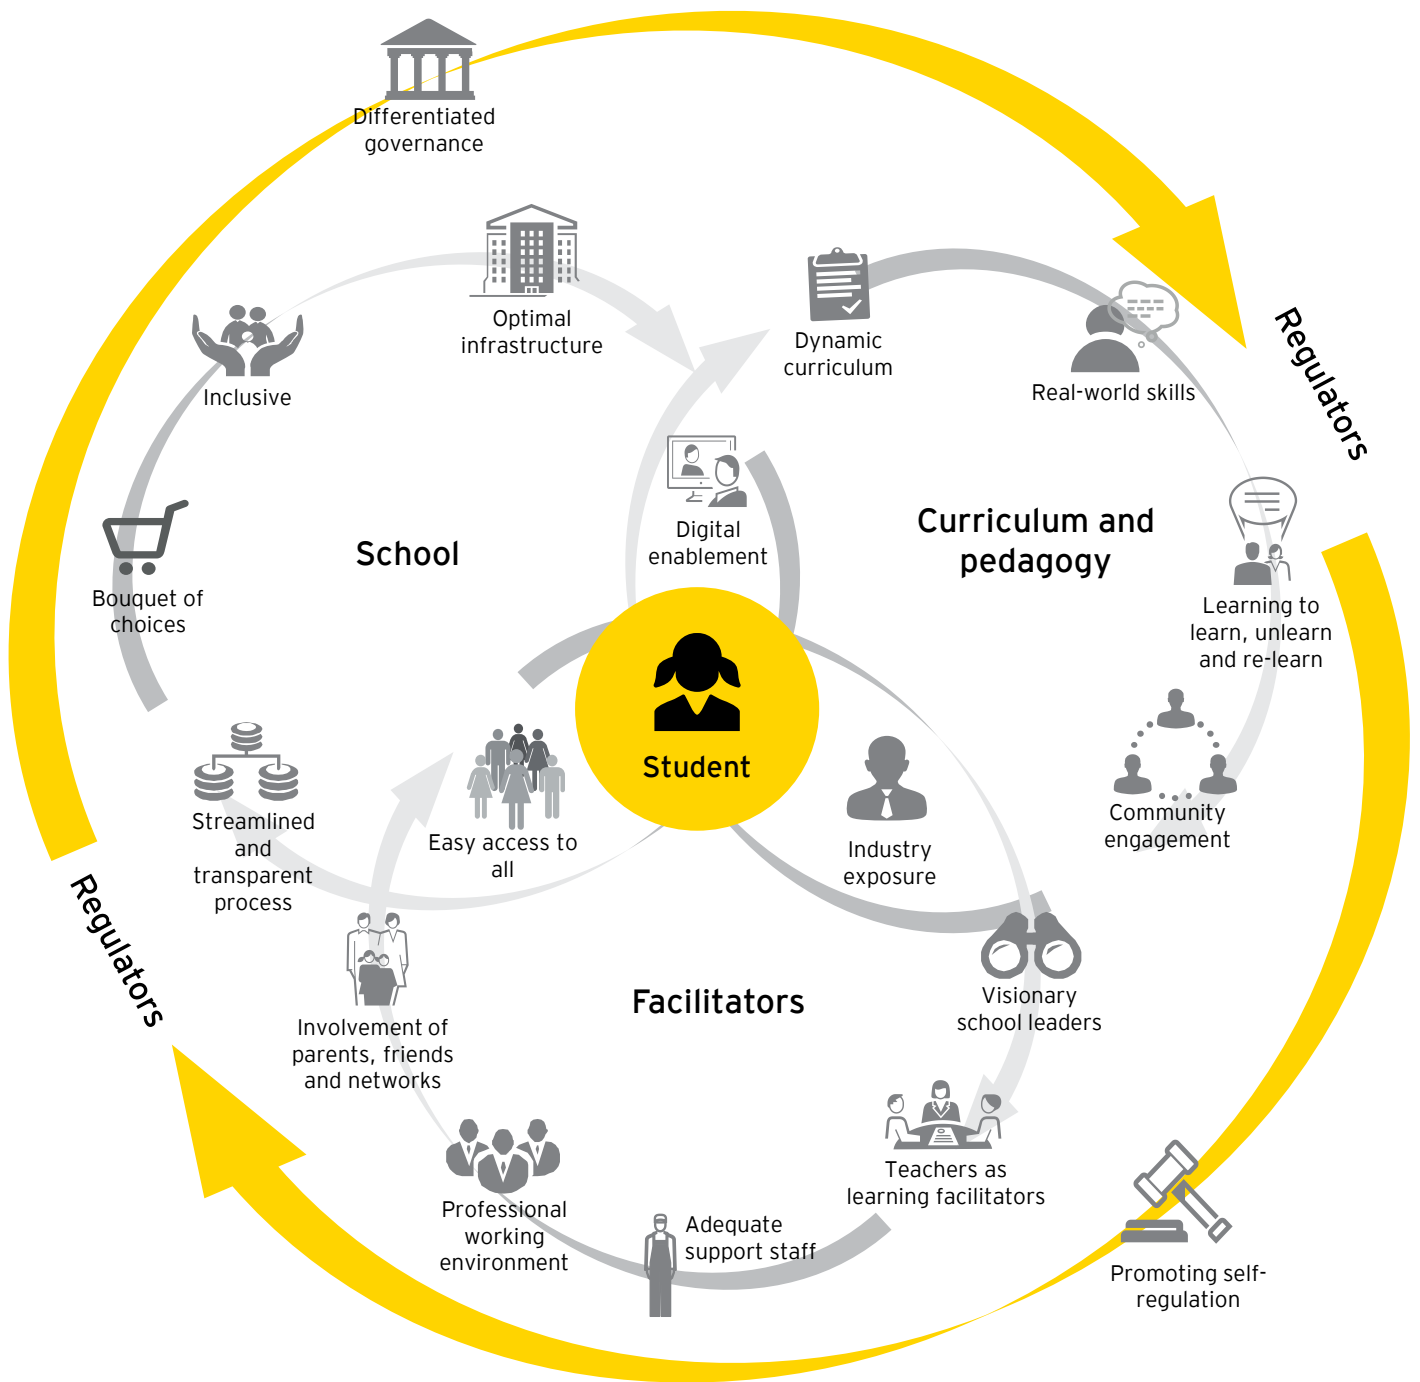 Differentiated
governance
Optimal
infrastructure
Dynamic
curriculum
Real-world skills
Regulators
Inclusive
Digital
enablement
School
Curriculum and
pedagogy
Bouquet of
choices
Learning to
learn, unlearn
and re-learn
Student
Streamlined
and
transparent
process
Easy access to
all
Industry
exposure
Community
engagement
Regulators
Facilitators
Visionary
school leaders
Involvement of
parents, friends
and networks
Teachers as
learning facilitators
Professional
working
environment
Adequate
support staff
Promoting self-
regulation